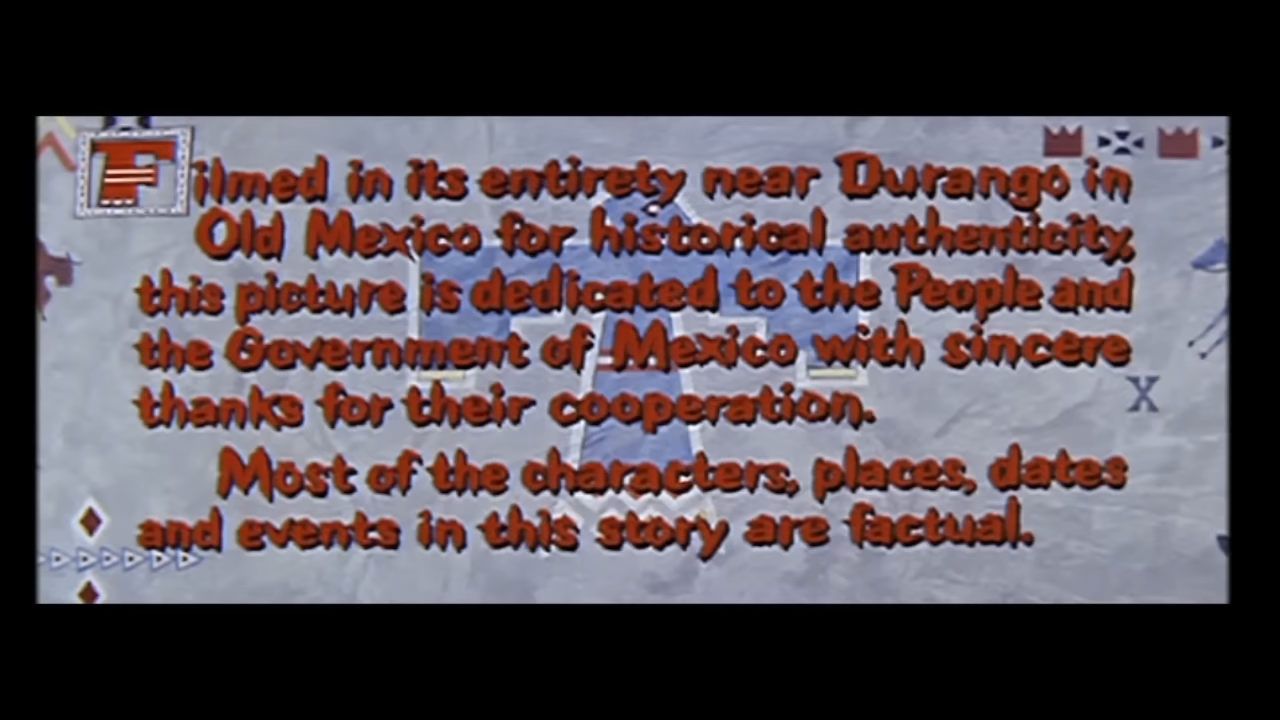 Filmed in its entirety near Durango in
Old Mexico for historical authenticity,
this picture is dedicated to the People and
the Government of Mexico with sincere
thanks for their cooperation.
Most of the characters, places, dates
and events in this story are factual.